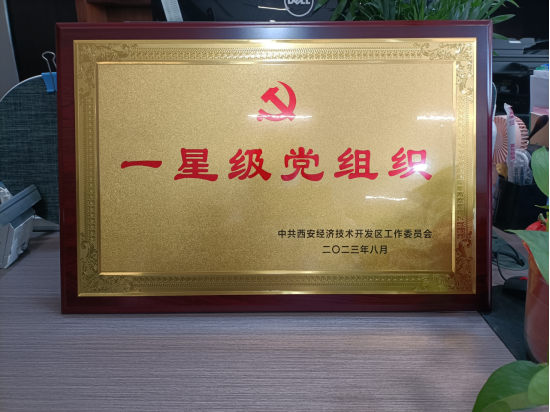 DELL
一星级党组织
中共西安经济技术开发区工作委员会
二〇二三年八月